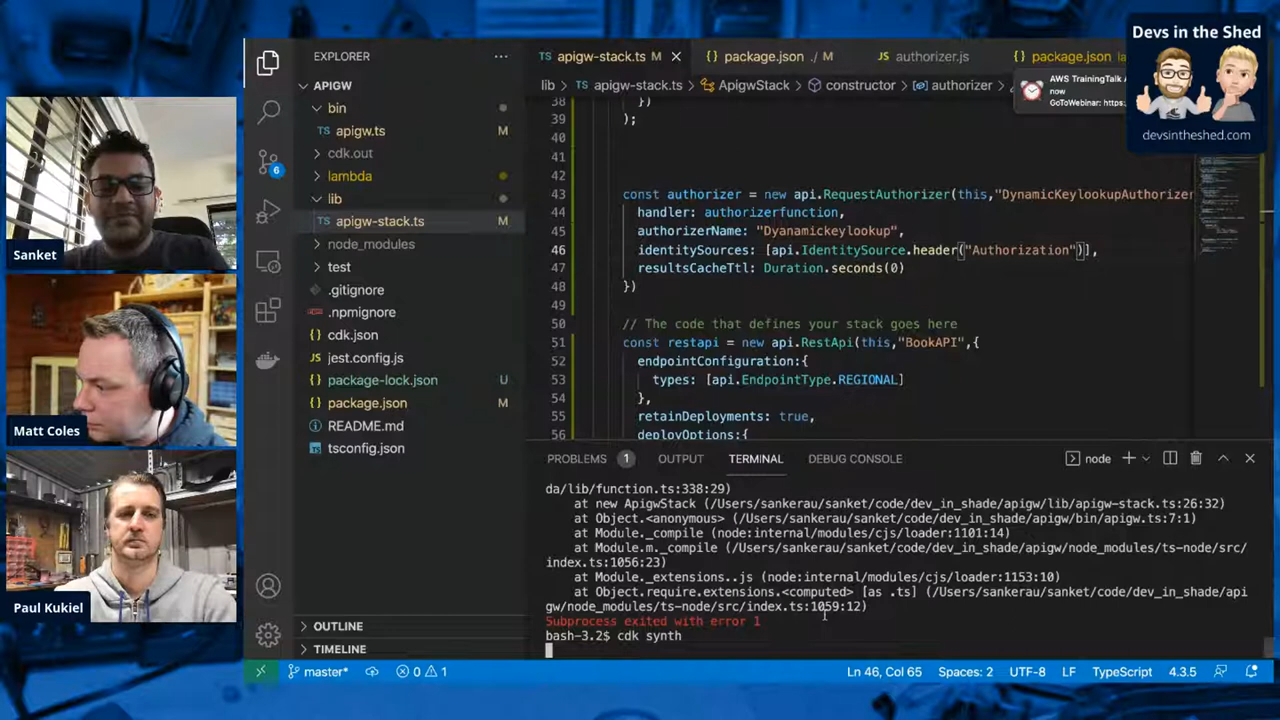 Devs in the Shed
devsintheshed.com
Sanket
Matt Coles
Paul Kukiel
EXPLORER
APIGW
bin
TS apigw.ts M
cdk.out
lambda
lib
TS apigw-stack.ts M
node_modules
test
.gitignore
.npmignore
cdk.json
JS jest.config.js
package-lock.json U
package.json M
README.md
TS tsconfig.json
OUTLINE
TIMELINE
6
TS apigw-stack.ts M
package.json ./ M
JS authorizer.js
package.json
lib > TS apigw-stack.ts > ApigwStack > constructor > authorizer
AWS TrainingTalk
now
GoToWebinar: https:
38 })
39 );
40
41
42
43 const authorizer = new api.RequestAuthorizer(this,"DynamicKeylookupAuthorizer
44 handler: authorizerfunction,
45 authorizerName: "Dyanamickeylookup",
46 identitySources: [api.IdentitySource.header("Authorization")],
47 resultsCacheTtl: Duration.seconds(0)
48 })
49
50 // The code that defines your stack goes here
51 const restapi = new api.RestApi(this,"BookAPI",{
52 endpointConfiguration:{
53 types: [api.EndpointType.REGIONAL]
54 },
55 retainDeployments: true,
56 deployOptions:{
PROBLEMS 1 OUTPUT TERMINAL DEBUG CONSOLE
node
da/lib/function.ts:338:29)
at new ApigwStack (/Users/sankerau/sanket/code/dev_in_shade/apigw/lib/apigw-stack.ts:26:32)
at Object.<anonymous> (/Users/sankerau/sanket/code/dev_in_shade/apigw/bin/apigw.ts:7:1)
at Module._compile (node:internal/modules/cjs/loader:1101:14)
at Module.m._compile (/Users/sankerau/sanket/code/dev_in_shade/apigw/node_modules/ts-node/src/
index.ts:1056:23)
at Module._extensions..js (node:internal/modules/cjs/loader:1153:10)
at Object.require.extensions.<computed> [as .ts] (/Users/sankerau/sanket/code/dev_in_shade/api
gw/node_modules/ts-node/src/index.ts:1059:12)
Subprocess exited with error 1
bash-3.2$ cdk synth
master* 0 1 Ln 46, Col 65 Spaces: 2 UTF-8 LF TypeScript 4.3.5